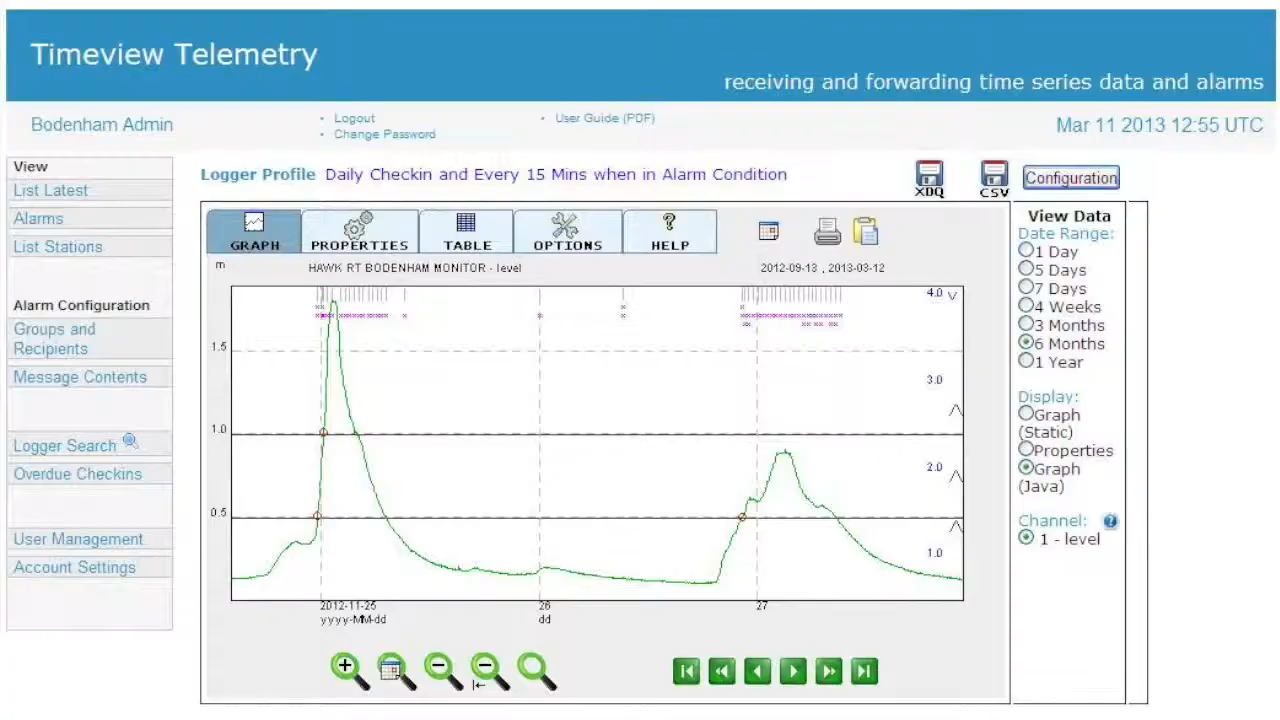 Timeview Telemetry
receiving and forwarding time series data and alarms
Bodenham Admin
Logout
Change Password
User Guide (PDF)
Mar 11 2013 12:55 UTC
View
List Latest
Alarms
List Stations
Alarm Configuration
Groups and
Recipients
Message Contents
Logger Search
Overdue Checkins
User Management
Account Settings
Logger Profile Daily Checkin and Every 15 Mins when in Alarm Condition
XDQ
CSV
Configuration
GRAPH
PROPERTIES
TABLE
OPTIONS
? HELP
m
HAWK RT BODENHAM MONITOR - level
2012-09-13 , 2013-03-12
4.0
1.5
3.0
1.0
2.0
0.5
1.0
2012-11-25
26
27
yyyy-MM-dd
dd
View Data
Date Range:
1 Day
5 Days
7 Days
4 Weeks
3 Months
6 Months
1 Year
Display:
Graph
(Static)
Properties
Graph
(Java)
Channel: ?
1 - level